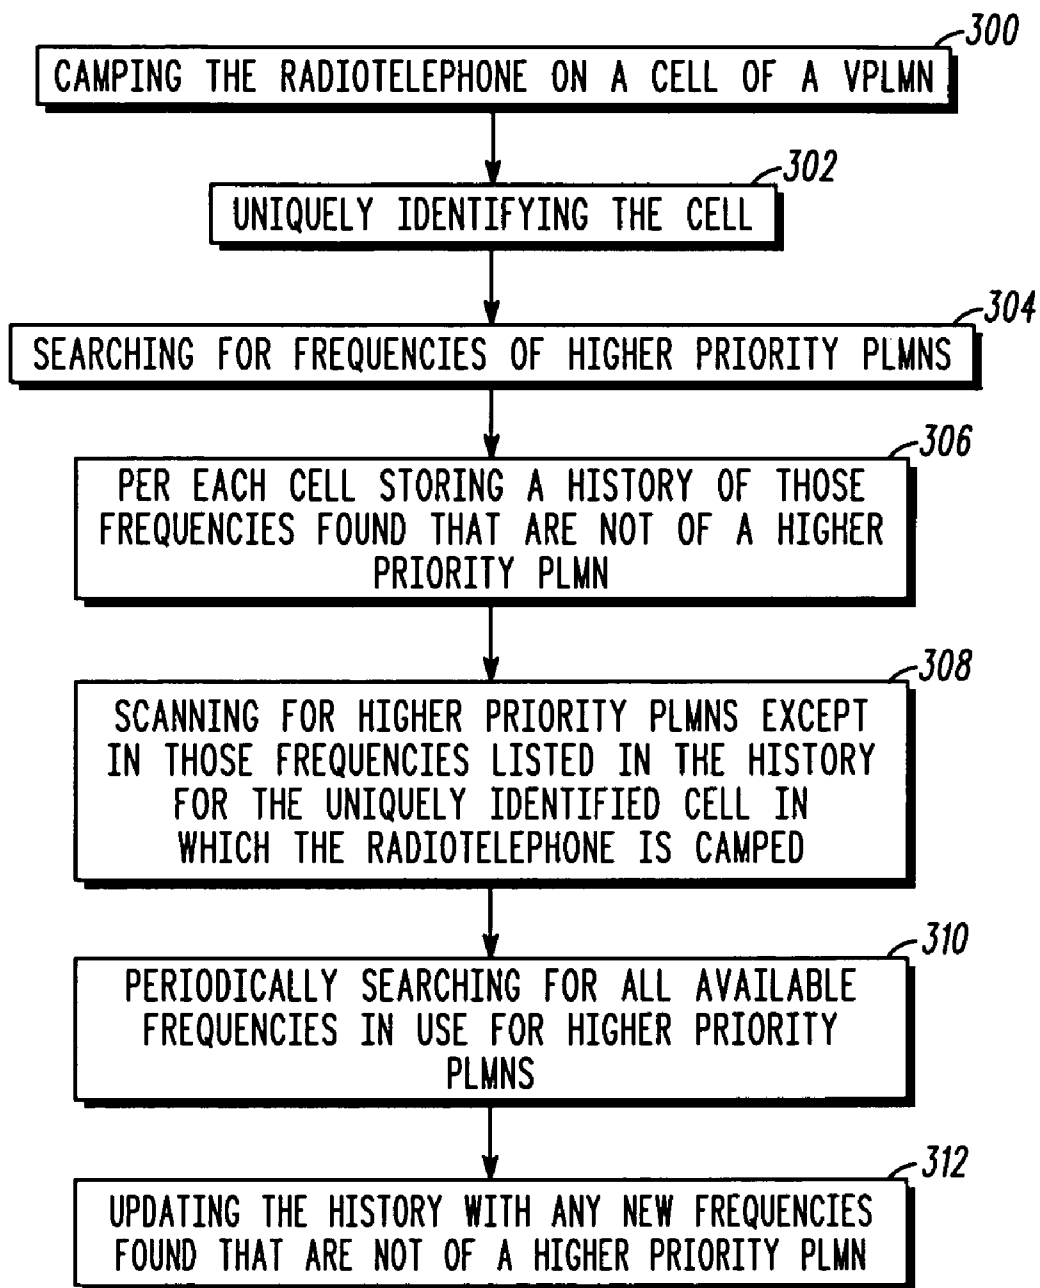 300
CAMPING THE RADIOTELEPHONE ON A CELL OF A VPLMN
302
UNIQUELY IDENTIFYING THE CELL
304
SEARCHING FOR FREQUENCIES OF HIGHER PRIORITY PLMNS
306
PER EACH CELL STORING A HISTORY OF THOSE
FREQUENCIES FOUND THAT ARE NOT OF A HIGHER
PRIORITY PLMN
308
SCANNING FOR HIGHER PRIORITY PLMNS EXCEPT
IN THOSE FREQUENCIES LISTED IN THE HISTORY
FOR THE UNIQUELY IDENTIFIED CELL IN
WHICH THE RADIOTELEPHONE IS CAMPED
310
PERIODICALLY SEARCHING FOR ALL AVAILABLE
FREQUENCIES IN USE FOR HIGHER PRIORITY
PLMNS
312
UPDATING THE HISTORY WITH ANY NEW FREQUENCIES
FOUND THAT ARE NOT OF A HIGHER PRIORITY PLMN